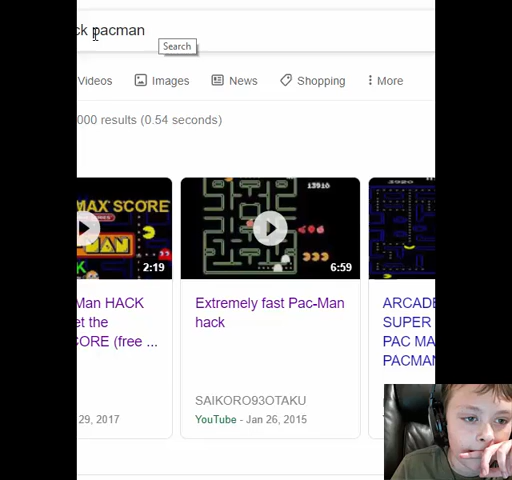 ck pacman
Search
Videos
Images
News
Shopping
More
000 results (0.54 seconds)
MAX SCORE
MAN
K
2:19
13910
6:59
Man HACK
et the
CORE (free ...
29, 2017
Extremely fast Pac-Man
hack
SAIKORO93OTAKU
YouTube - Jan 26, 2015
ARCADE
SUPER
PAC MA
PACMAN